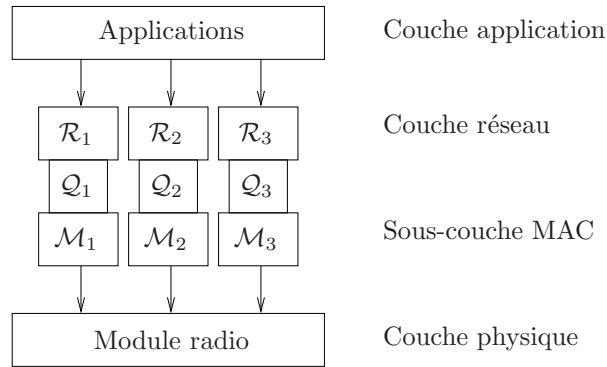 Applications Couche application
R₁ R₂ R₃ Couche réseau
Q₁ Q₂ Q₃
M₁ M₂ M₃ Sous-couche MAC
Module radio Couche physique